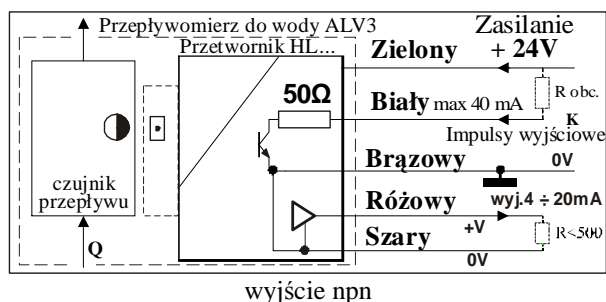 Przepływomierz do wody ALV3
Zasilanie
Przetwornik HL...
Zielony + 24V
50Ω
Biały max 40 mA
R obc.
K
Impulsy wyjściowe
Brązowy 0V
czujnik
przepływu
Różowy wyj.4 ÷ 20mA
+V
R<500
Szary
Q
0V
wyjście npn